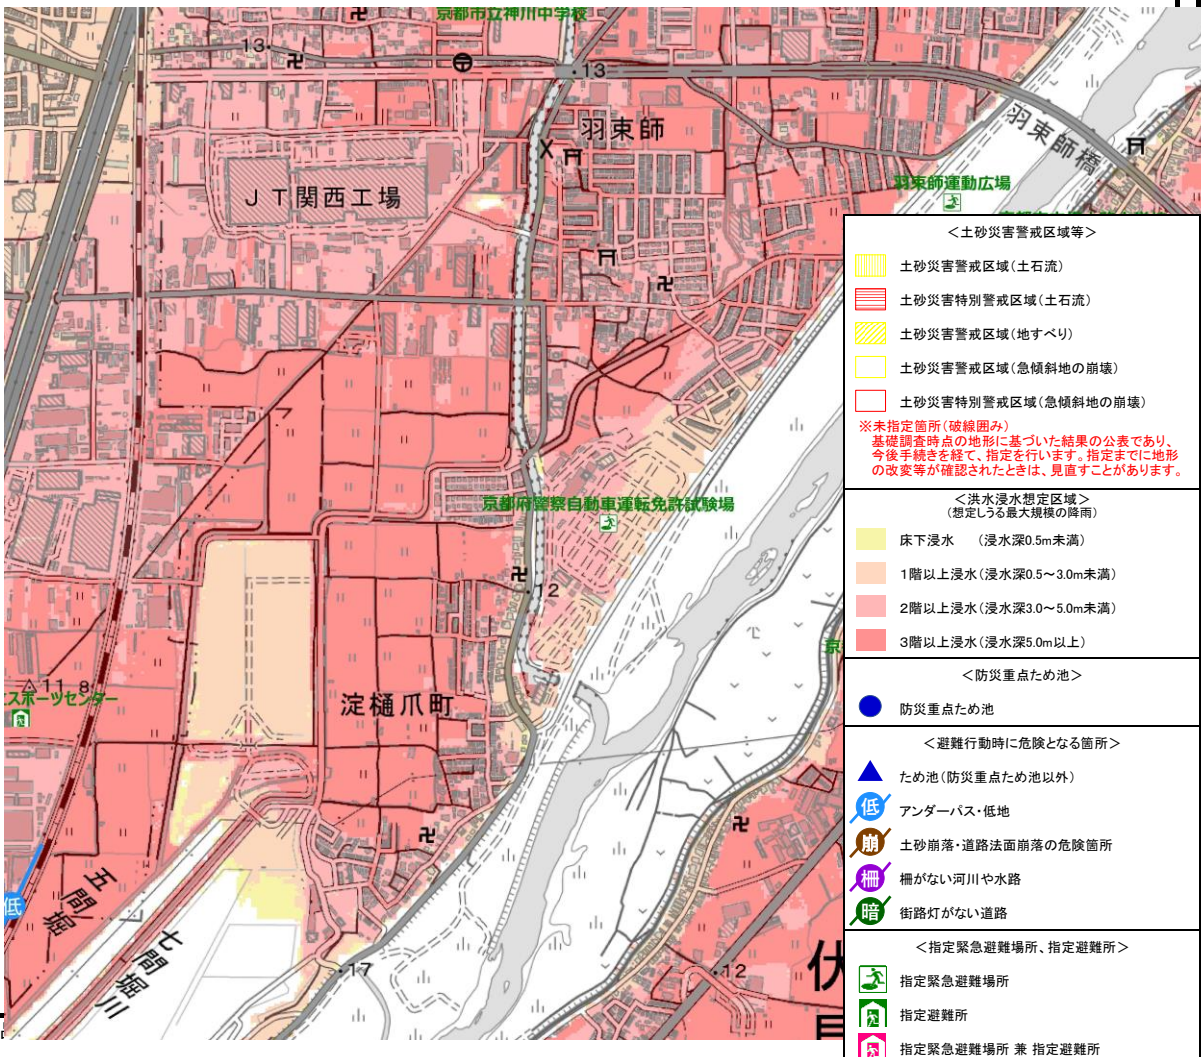 京都市立神川中学校
13
13
羽束師
羽束師橋
JT関西工場
羽束師運動広場
京都府警察自動車運転免許試験場
12
11.8
スポーツセンター
淀樋爪町
低
五間堀
七間堀川
17
12
伏
京
<土砂災害警戒区域等>
土砂災害警戒区域(土石流)
土砂災害特別警戒区域(土石流)
土砂災害警戒区域(地すべり)
土砂災害警戒区域(急傾斜地の崩壊)
土砂災害特別警戒区域(急傾斜地の崩壊)
※未指定箇所(破線囲み)
基礎調査時点の地形に基づいた結果の公表であり、
今後手続きを経て、指定を行います。指定までに地形
の改変等が確認されたときは、見直すことがあります。
<洪水浸水想定区域>
(想定しうる最大規模の降雨)
床下浸水 (浸水深0.5m未満)
1階以上浸水(浸水深0.5~3.0m未満)
2階以上浸水(浸水深3.0~5.0m未満)
3階以上浸水(浸水深5.0m以上)
<防災重点ため池>
防災重点ため池
<避難行動時に危険となる箇所>
ため池(防災重点ため池以外)
低 アンダーパス・低地
崩 土砂崩落・道路法面崩落の危険箇所
柵 柵がない河川や水路
暗 街路灯がない道路
<指定緊急避難場所、指定避難所>
指定緊急避難場所
指定避難所
指定緊急避難場所 兼 指定避難所